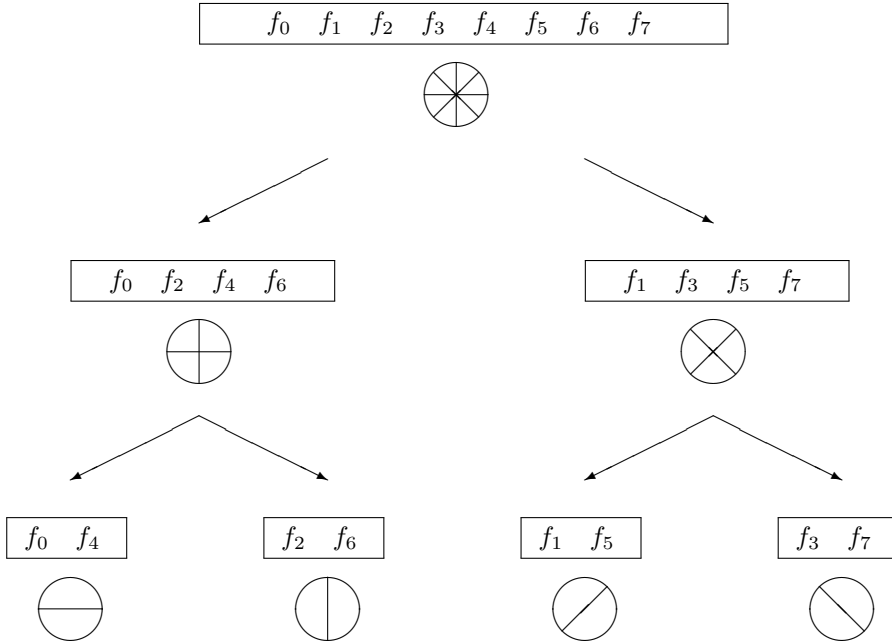 f₀ f₁ f₂ f₃ f₄ f₅ f₆ f₇
f₀ f₂ f₄ f₆
f₁ f₃ f₅ f₇
f₀ f₄
f₂ f₆
f₁ f₅
f₃ f₇